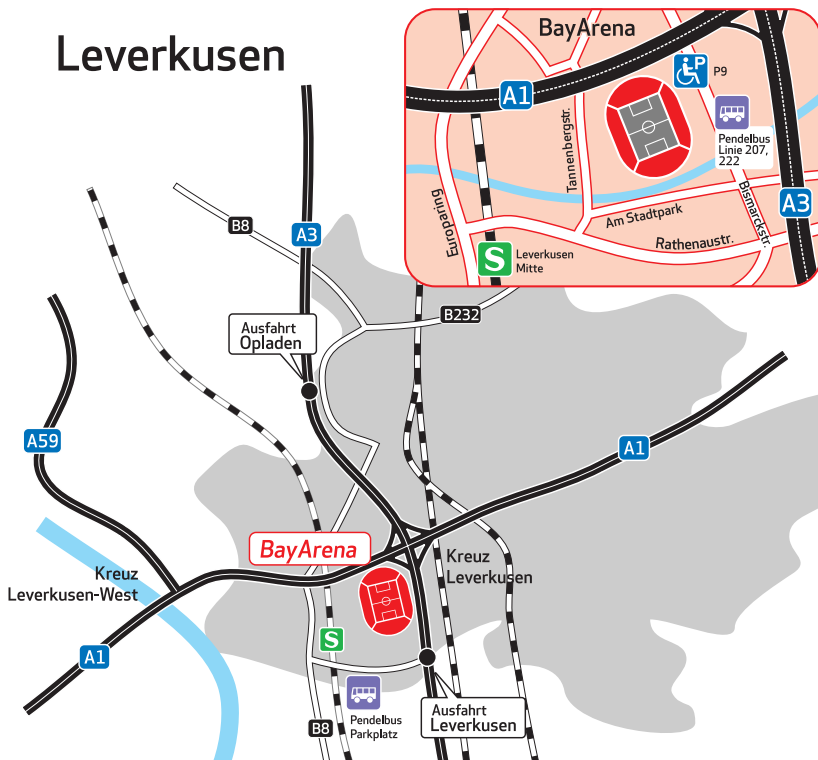 Leverkusen
BayArena
P
P9
A1
Pendelbus
Linie 207,
222
Tannenbergstr.
Europaring
Am Stadtpark
Bismarckstr.
A3
Rathenaustr.
S
Leverkusen
Mitte
B8
A3
B232
Ausfahrt
Opladen
A59
A1
BayArena
Kreuz
Leverkusen
Kreuz
Leverkusen-West
S
A1
Pendelbus
Parkplatz
B8
Ausfahrt
Leverkusen